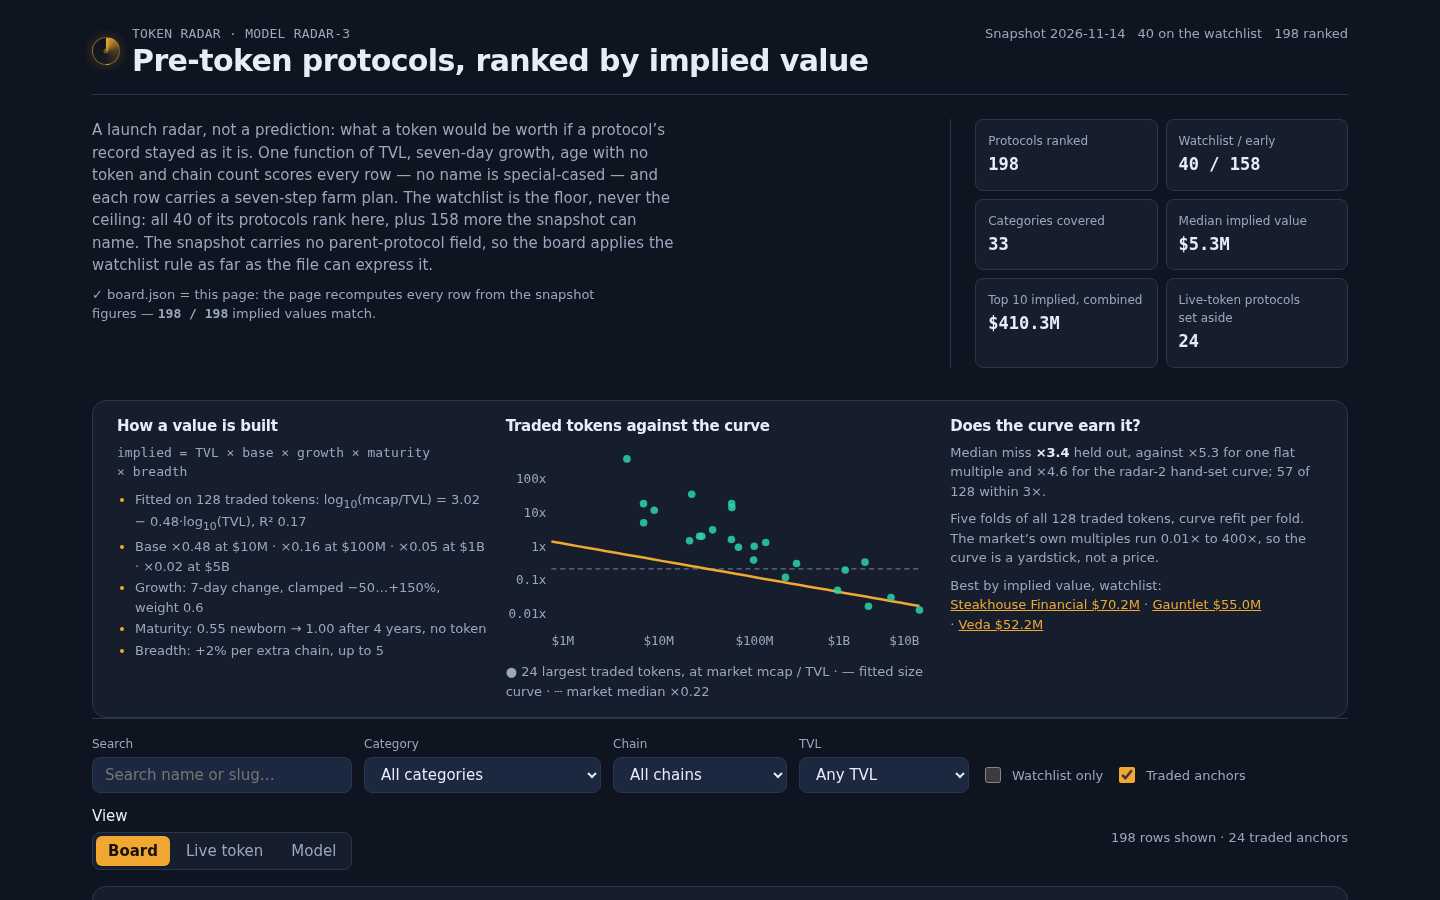 TOKEN RADAR · MODEL RADAR-3
Pre-token protocols, ranked by implied value
Snapshot 2026-11-14 40 on the watchlist 198 ranked
A launch radar, not a prediction: what a token would be worth if a protocol’s
record stayed as it is. One function of TVL, seven-day growth, age with no
token and chain count scores every row — no name is special-cased — and
each row carries a seven-step farm plan. The watchlist is the floor, never the
ceiling: all 40 of its protocols rank here, plus 158 more the snapshot can
name. The snapshot carries no parent-protocol field, so the board applies the
watchlist rule as far as the file can express it.
✓ board.json = this page: the page recomputes every row from the snapshot
figures — 198 / 198 implied values match.
Protocols ranked
198
Watchlist / early
40 / 158
Categories covered
33
Median implied value
$5.3M
Top 10 implied, combined
$410.3M
Live-token protocols
set aside
24
How a value is built
implied = TVL × base × growth × maturity
× breadth
• Fitted on 128 traded tokens: log10(mcap/TVL) = 3.02
− 0.48·log10(TVL), R² 0.17
• Base ×0.48 at $10M · ×0.16 at $100M · ×0.05 at $1B
· ×0.02 at $5B
• Growth: 7-day change, clamped −50…+150%,
weight 0.6
• Maturity: 0.55 newborn → 1.00 after 4 years, no token
• Breadth: +2% per extra chain, up to 5
Traded tokens against the curve
100x
10x
1x
0.1x
0.01x
$1M $10M $100M $1B $10B
● 24 largest traded tokens, at market mcap / TVL · — fitted size
curve · ┄ market median ×0.22
Does the curve earn it?
Median miss ×3.4 held out, against ×5.3 for one flat
multiple and ×4.6 for the radar-2 hand-set curve; 57 of
128 within 3×.
Five folds of all 128 traded tokens, curve refit per fold.
The market’s own multiples run 0.01× to 400×, so the
curve is a yardstick, not a price.
Best by implied value, watchlist:
Steakhouse Financial $70.2M · Gauntlet $55.0M
· Veda $52.2M
Search
Search name or slug…
Category
All categories
Chain
All chains
TVL
Any TVL
Watchlist only
Traded anchors
View
Board Live token Model
198 rows shown · 24 traded anchors